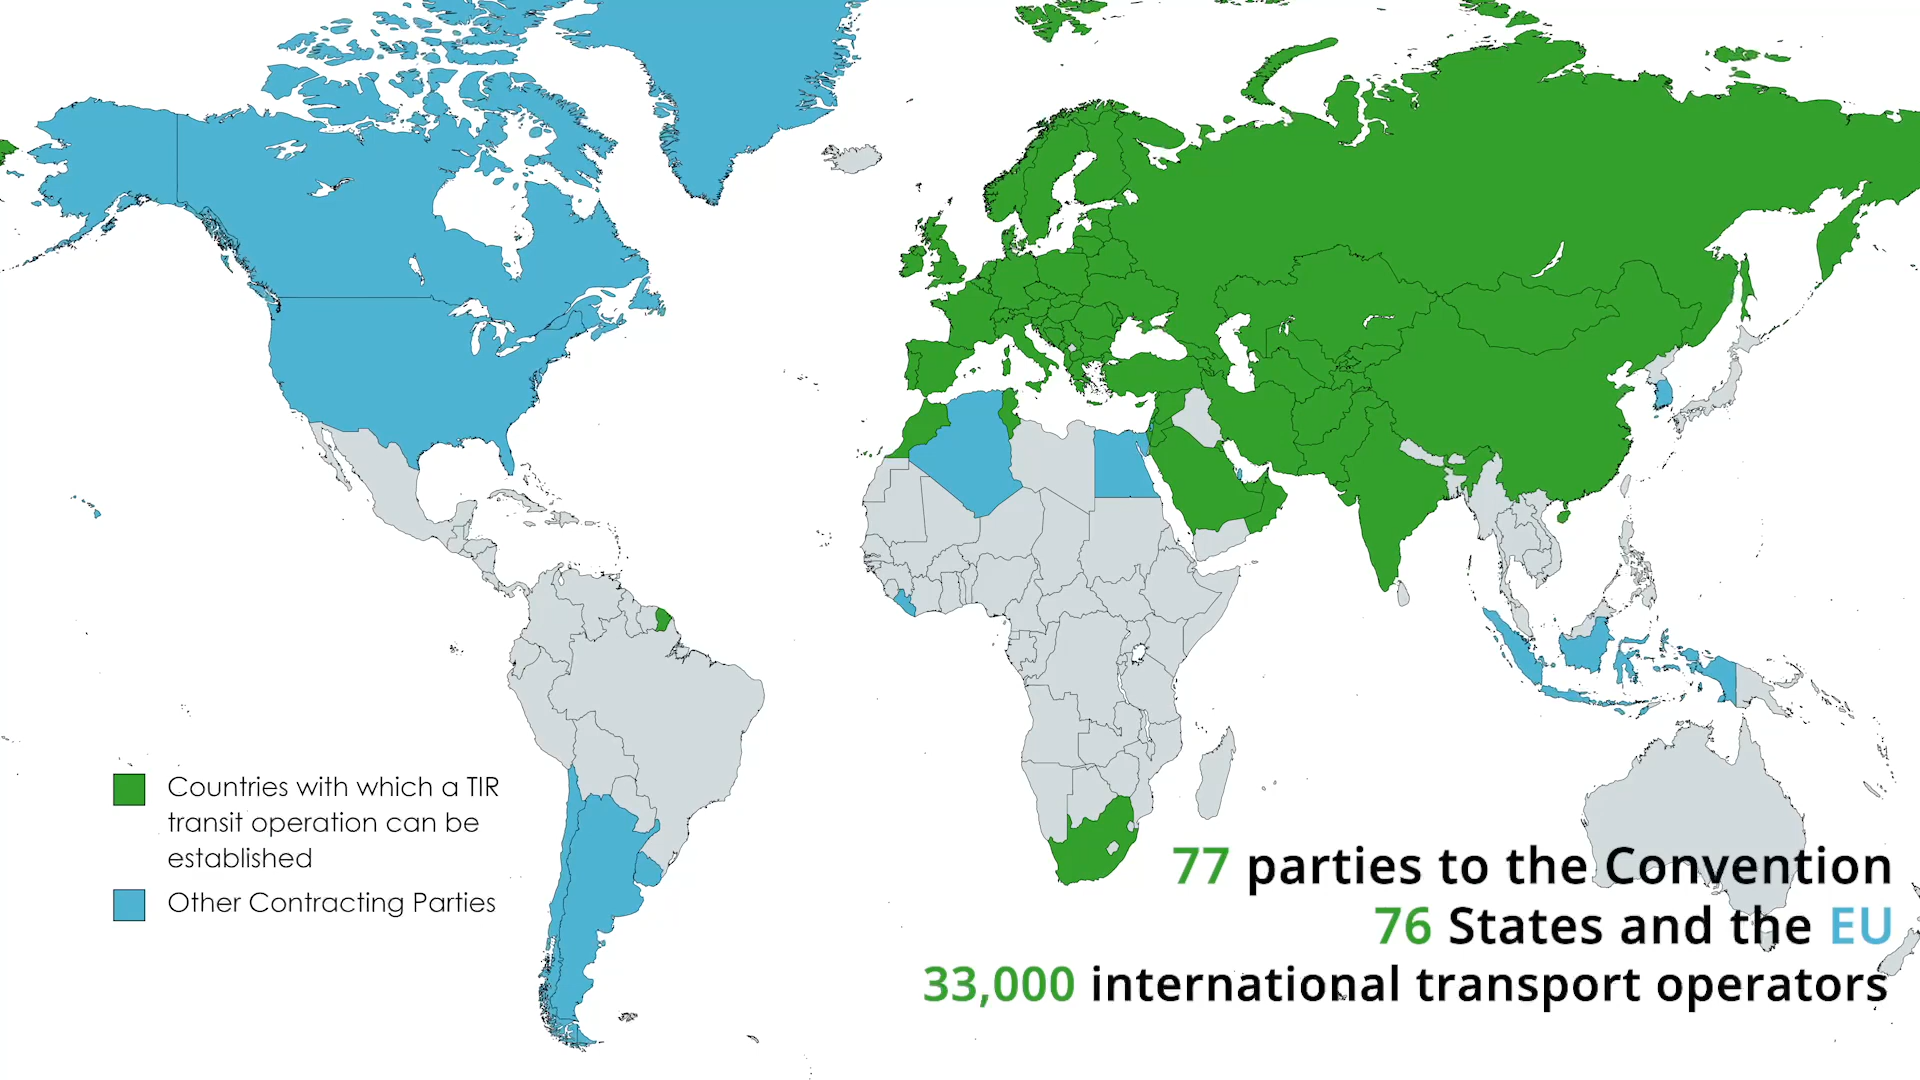 Countries with which a TIR
transit operation can be
established
Other Contracting Parties
77 parties to the Convention
76 States and the EU
33,000 international transport operators